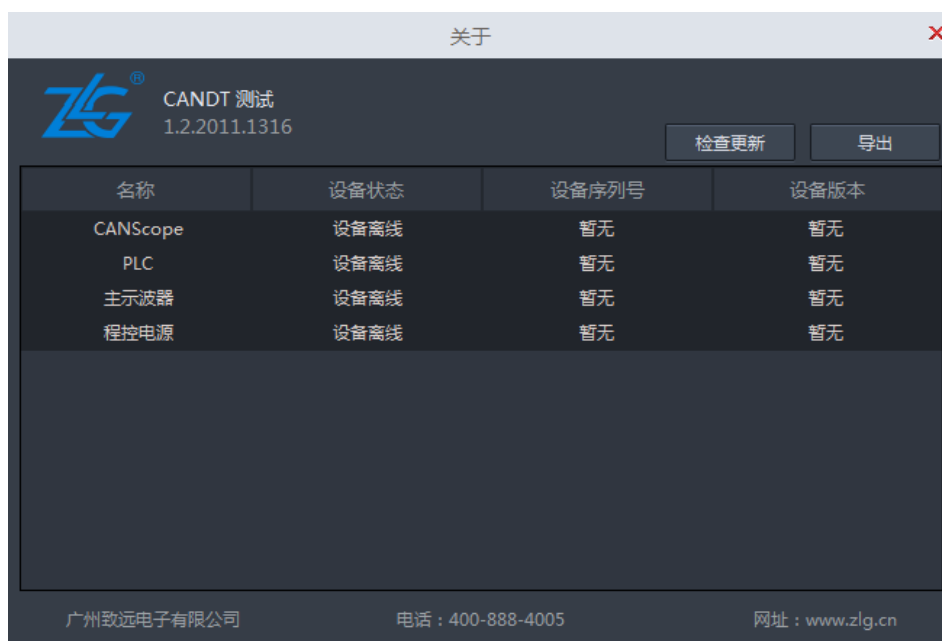 关于
ZLG®
CANDT 测试
1.2.2011.1316
检查更新 导出
名称 设备状态 设备序列号 设备版本
CANScope 设备离线 暂无 暂无
PLC 设备离线 暂无 暂无
主示波器 设备离线 暂无 暂无
程控电源 设备离线 暂无 暂无
广州致远电子有限公司 电话：400-888-4005 网址：www.zlg.cn